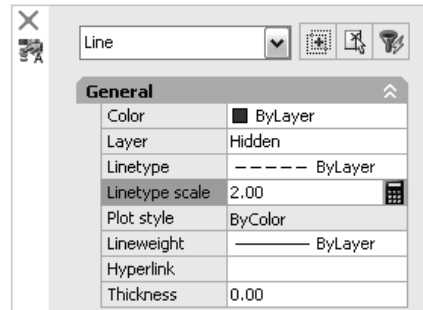 Line
General
Color ByLayer
Layer Hidden
Linetype ByLayer
Linetype scale 2.00
Plot style ByColor
Lineweight ByLayer
Hyperlink
Thickness 0.00